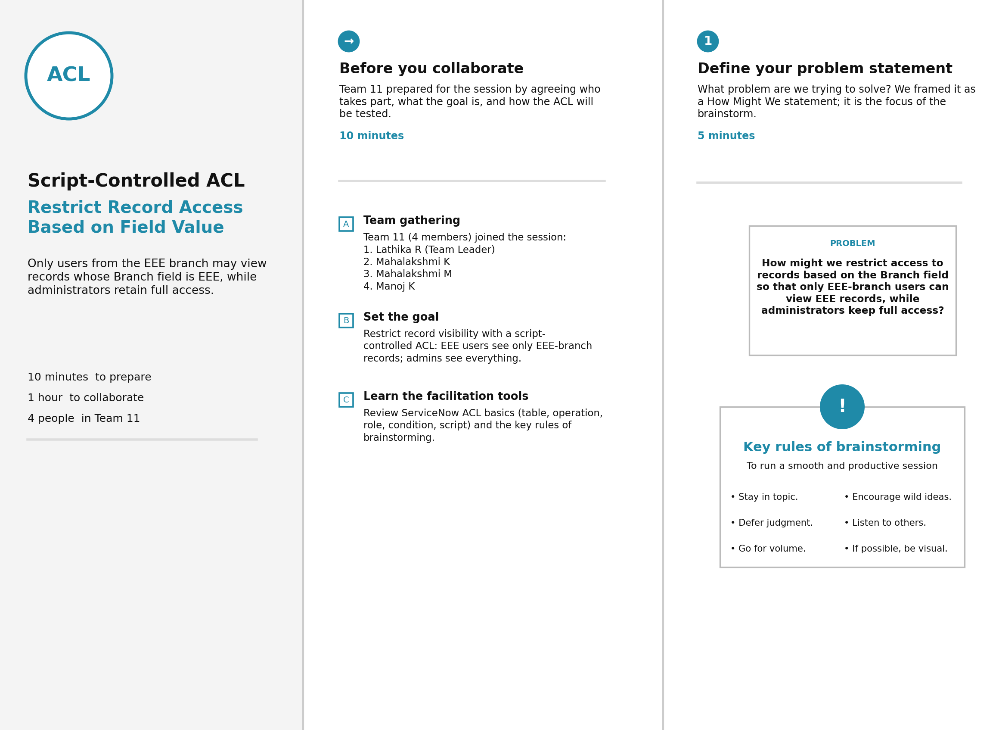 ACL
Script-Controlled ACL
Restrict Record Access
Based on Field Value
Only users from the EEE branch may view
records whose Branch field is EEE, while
administrators retain full access.
10 minutes  to prepare
1 hour  to collaborate
4 people  in Team 11
→
Before you collaborate
Team 11 prepared for the session by agreeing who
takes part, what the goal is, and how the ACL will
be tested.
10 minutes
A
Team gathering
Team 11 (4 members) joined the session:
1. Lathika R (Team Leader)
2. Mahalakshmi K
3. Mahalakshmi M
4. Manoj K
B
Set the goal
Restrict record visibility with a script-
controlled ACL: EEE users see only EEE-branch
records; admins see everything.
C
Learn the facilitation tools
Review ServiceNow ACL basics (table, operation,
role, condition, script) and the key rules of
brainstorming.
1
Define your problem statement
What problem are we trying to solve? We framed it as
a How Might We statement; it is the focus of the
brainstorm.
5 minutes
PROBLEM
How might we restrict access to
records based on the Branch field
so that only EEE-branch users can
view EEE records, while
administrators keep full access?
!
Key rules of brainstorming
To run a smooth and productive session
• Stay in topic.
• Encourage wild ideas.
• Defer judgment.
• Listen to others.
• Go for volume.
• If possible, be visual.